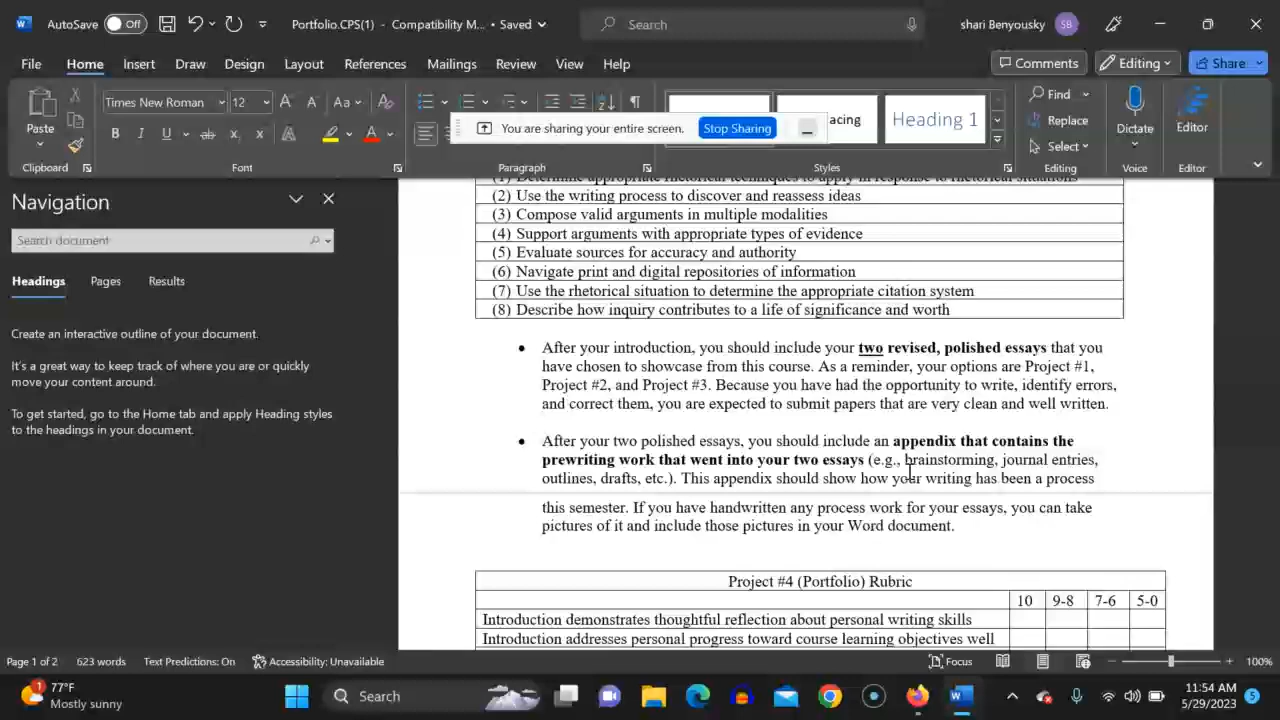 AutoSave Off Portfolio.CPS(1) - Compatibility M... • Saved Search shari Benyousky SB
File Home Insert Draw Design Layout References Mailings Review View Help Comments Editing Share
Paste Times New Roman 12 Aa Heading 1 Find Replace Select Dictate Editor
You are sharing your entire screen. Stop Sharing acing
Clipboard Font Paragraph Styles Editing Voice Editor
Navigation
Search document
Headings Pages Results
Create an interactive outline of your document.
It's a great way to keep track of where you are or quickly
move your content around.
To get started, go to the Home tab and apply Heading styles
to the headings in your document.
(1) Determine appropriate rhetorical techniques to apply in response to rhetorical situations
(2) Use the writing process to discover and reassess ideas
(3) Compose valid arguments in multiple modalities
(4) Support arguments with appropriate types of evidence
(5) Evaluate sources for accuracy and authority
(6) Navigate print and digital repositories of information
(7) Use the rhetorical situation to determine the appropriate citation system
(8) Describe how inquiry contributes to a life of significance and worth
• After your introduction, you should include your two revised, polished essays that you
have chosen to showcase from this course. As a reminder, your options are Project #1,
Project #2, and Project #3. Because you have had the opportunity to write, identify errors,
and correct them, you are expected to submit papers that are very clean and well written.
• After your two polished essays, you should include an appendix that contains the
prewriting work that went into your two essays (e.g., brainstorming, journal entries,
outlines, drafts, etc.). This appendix should show how your writing has been a process
this semester. If you have handwritten any process work for your essays, you can take
pictures of it and include those pictures in your Word document.
Project #4 (Portfolio) Rubric
10 9-8 7-6 5-0
Introduction demonstrates thoughtful reflection about personal writing skills
Introduction addresses personal progress toward course learning objectives well
Page 1 of 2 623 words Text Predictions: On Accessibility: Unavailable Focus 100%
1 77°F
Mostly sunny
Search
11:54 AM
5/29/2023 5